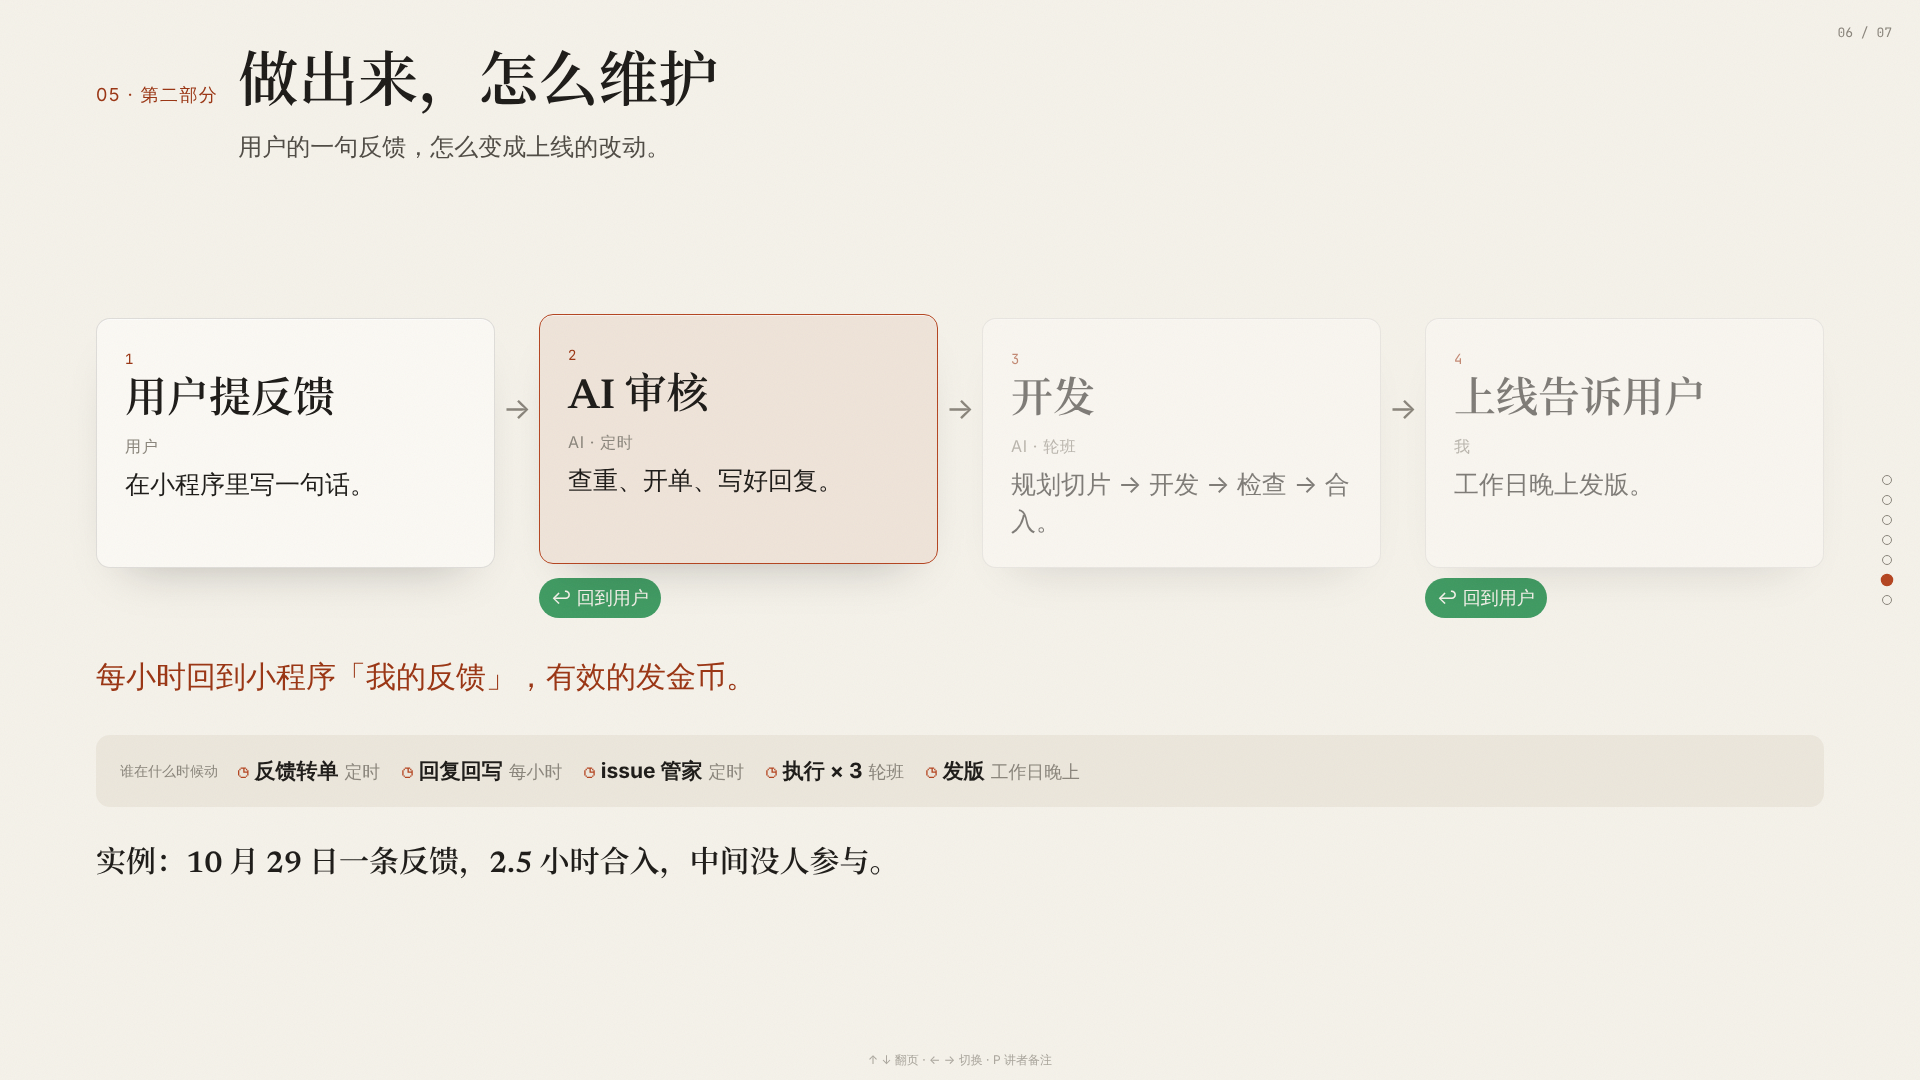 06 / 07
05 · 第二部分
做出来，怎么维护
用户的一句反馈，怎么变成上线的改动。
1
用户提反馈
用户
在小程序里写一句话。
→
2
AI 审核
AI · 定时
查重、开单、写好回复。
↩ 回到用户
→
3
开发
AI · 轮班
规划切片 → 开发 → 检查 → 合
入。
→
4
上线告诉用户
我
工作日晚上发版。
↩ 回到用户
每小时回到小程序「我的反馈」，有效的发金币。
谁在什么时候动 ◔ 反馈转单 定时 ◔ 回复回写 每小时 ◔ issue 管家 定时 ◔ 执行 × 3 轮班 ◔ 发版 工作日晚上
实例：10 月 29 日一条反馈，2.5 小时合入，中间没人参与。
↑ ↓ 翻页 · ← → 切换 · P 讲者备注